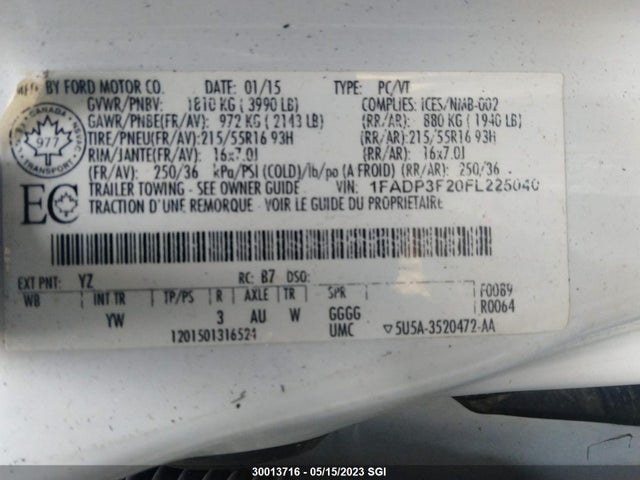 MFD. BY FORD MOTOR CO. DATE: 01/15 TYPE: PC/VT
GVWR/PNBV: 1810 KG ( 3990 LB) COMPLIES: ICES/NMB-002
GAWR/PNBE(FR/AV): 972 KG ( 2143 LB) (RR/AR): 880 KG ( 1940 LB)
TIRE/PNEU(FR/AV):215/55R16 93H (RR/AR):215/55R16 93H
RIM/JANTE(FR/AV): 16x7.0J (RR/AR): 16x7.0J
(FR/AV): 250/36 kPa/PSI (COLD)/lb/po (A FROID) (RR/AR): 250/36
TRAILER TOWING - SEE OWNER GUIDE VIN: 1FADP3F20FL225040
TRACTION D'UNE REMORQUE - VOIR LE GUIDE DU PROPRIETAIRE
CANADA
977
TRANSPORT
EC
EXT PNT: YZ RC: B7 DSO:
WB INT TR TP/PS R AXLE TR SPR F0089
YW 3 AU W GGGG R0064
1201501316524 UMC ▽5U5A-3520472-AA
30013716 - 05/15/2023 SGI